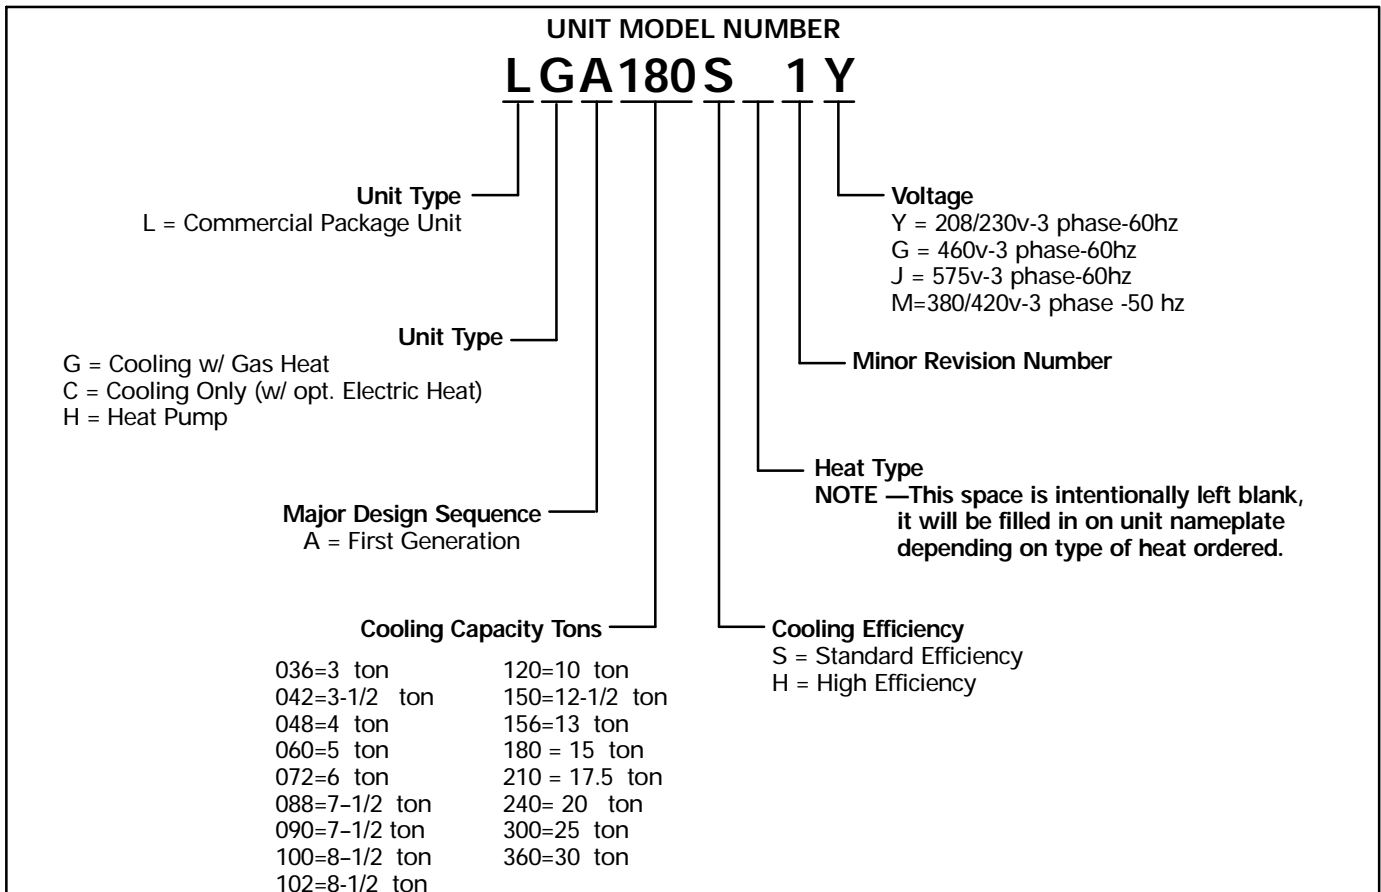 UNIT MODEL NUMBER
L G A 180 S 1 Y
Unit Type
L = Commercial Package Unit
Voltage
Y = 208/230v-3 phase-60hz
G = 460v-3 phase-60hz
J = 575v-3 phase-60hz
M=380/420v-3 phase -50 hz
Unit Type
G = Cooling w/ Gas Heat
C = Cooling Only (w/ opt. Electric Heat)
H = Heat Pump
Minor Revision Number
Heat Type
NOTE —This space is intentionally left blank,
it will be filled in on unit nameplate
depending on type of heat ordered.
Major Design Sequence
A = First Generation
Cooling Capacity Tons
036=3 ton
042=3-1/2 ton
048=4 ton
060=5 ton
072=6 ton
088=7–1/2 ton
090=7–1/2 ton
100=8–1/2 ton
102=8-1/2 ton
120=10 ton
150=12-1/2 ton
156=13 ton
180 = 15 ton
210 = 17.5 ton
240= 20 ton
300=25 ton
360=30 ton
Cooling Efficiency
S = Standard Efficiency
H = High Efficiency